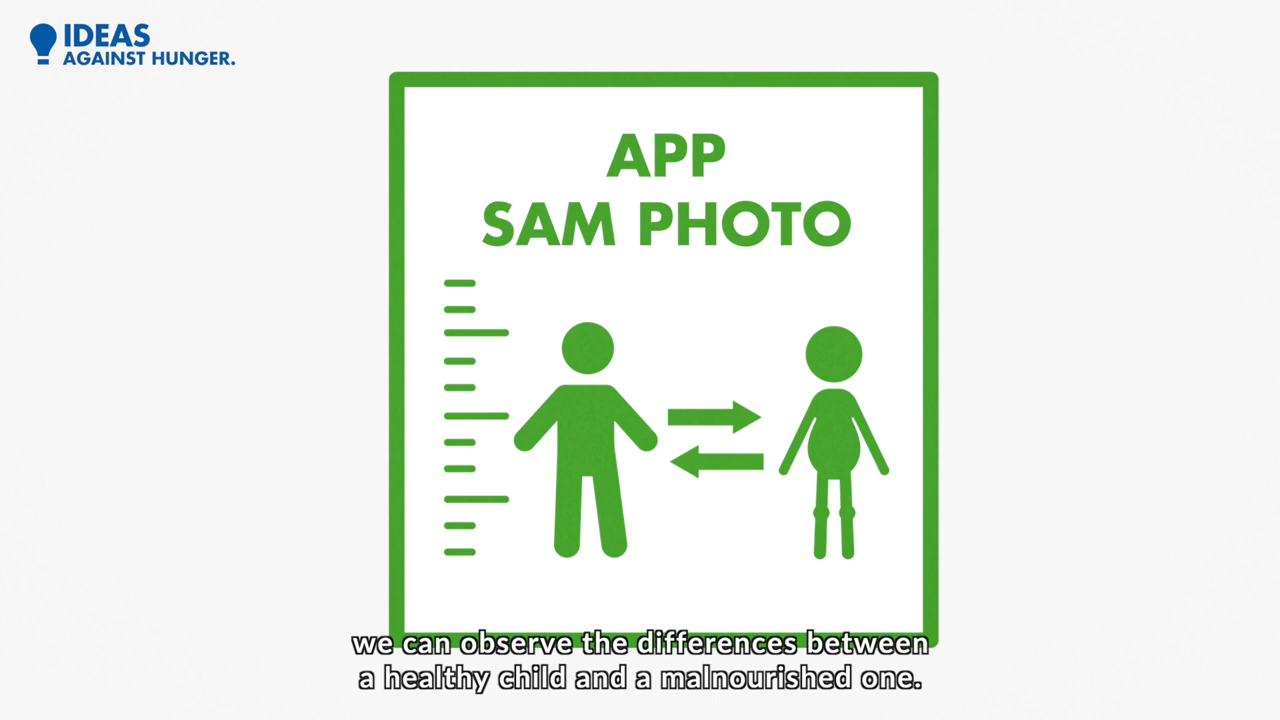 IDEAS
AGAINST HUNGER.
APP
SAM PHOTO
we can observe the differences between
a healthy child and a malnourished one.